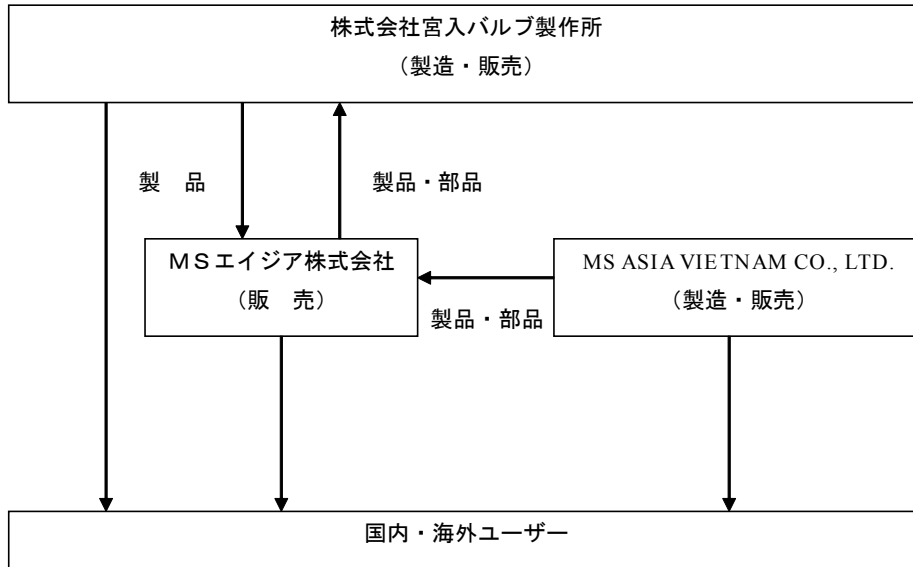 株式会社宮入バルブ製作所
（製造・販売）
製　品
製品・部品
ＭＳエイジア株式会社
（販　売）
MS ASIA VIETNAM CO., LTD.
（製造・販売）
製品・部品
国内・海外ユーザー